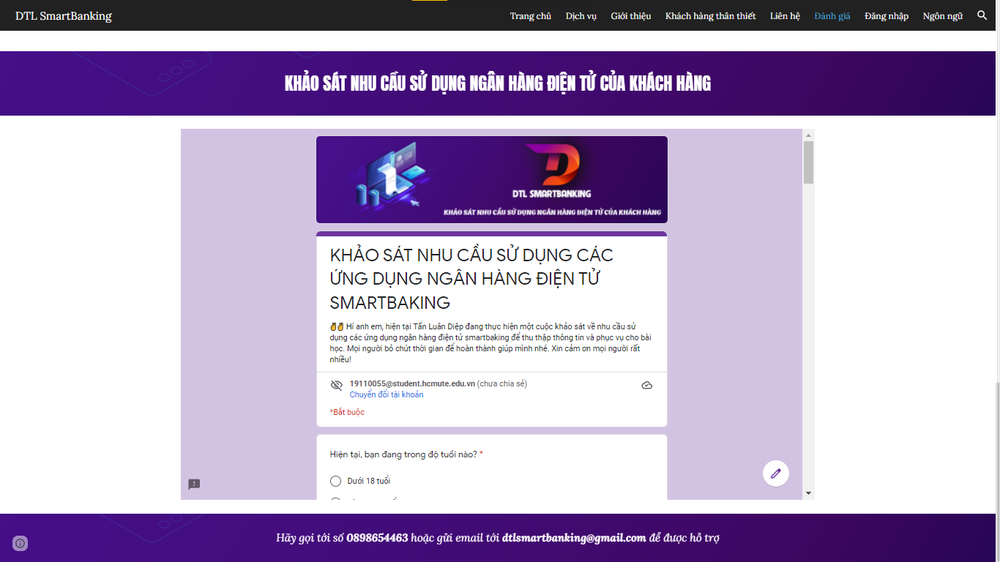 DTL SmartBanking
Trang chủ Dịch vụ Giới thiệu Khách hàng thân thiết Liên hệ Đánh giá Đăng nhập Ngôn ngữ
KHẢO SÁT NHU CẦU SỬ DỤNG NGÂN HÀNG ĐIỆN TỬ CỦA KHÁCH HÀNG
DTL SMARTBANKING
KHẢO SÁT NHU CẦU SỬ DỤNG NGÂN HÀNG ĐIỆN TỬ CỦA KHÁCH HÀNG
KHẢO SÁT NHU CẦU SỬ DỤNG CÁC
ỨNG DỤNG NGÂN HÀNG ĐIỆN TỬ
SMARTBAKING
✌✌ Hí anh em, hiện tại Tấn Luân Diệp đang thực hiện một cuộc khảo sát về nhu cầu sử
dụng các ứng dụng ngân hàng điện tử smartbaking để thu thập thông tin và phục vụ cho bài
học. Mọi người bỏ chút thời gian để hoàn thành giúp mình nhé. Xin cảm ơn mọi người rất
nhiều!
19110055@student.hcmute.edu.vn (chưa chia sẻ)
Chuyển đổi tài khoản
*Bắt buộc
Hiện tại, bạn đang trong độ tuổi nào? *
Dưới 18 tuổi
Hãy gọi tới số 0898654463 hoặc gửi email tới dtlsmartbanking@gmail.com để được hỗ trợ